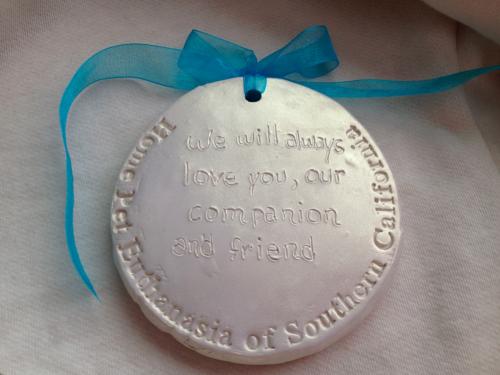 we will always
love you, our
companion
and friend
Home Pet Euthanasia of Southern California